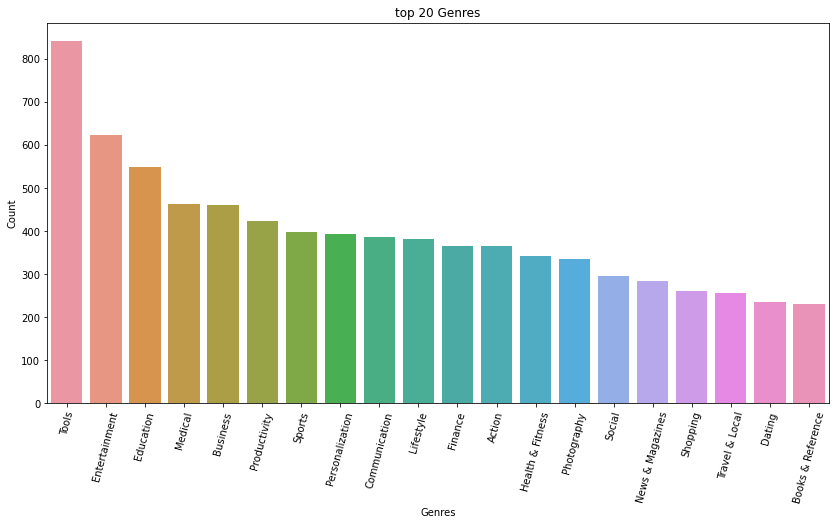 top 20 Genres
Count
800
700
600
500
400
300
200
100
0
Tools
Entertainment
Education
Medical
Business
Productivity
Sports
Personalization
Communication
Lifestyle
Finance
Action
Health & Fitness
Photography
Social
News & Magazines
Shopping
Travel & Local
Dating
Books & Reference
Genres